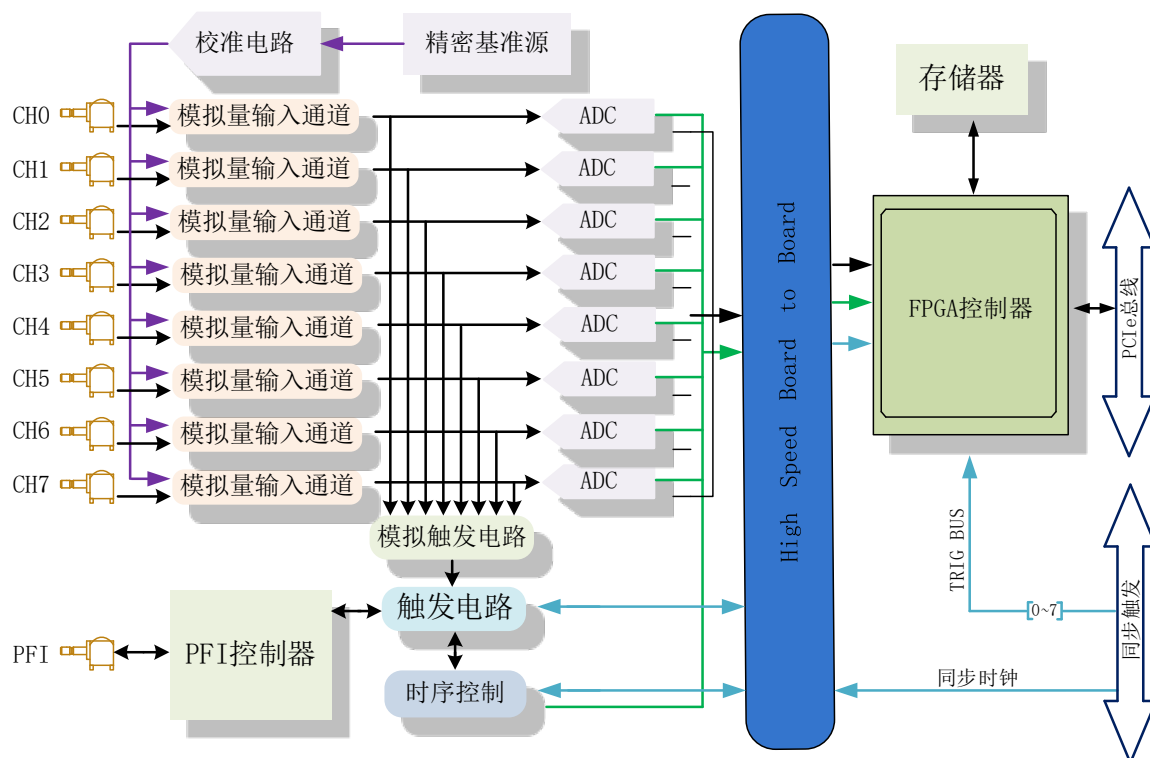 校准电路
精密基准源
存储器
CH0
模拟量输入通道
ADC
CH1
模拟量输入通道
ADC
CH2
模拟量输入通道
ADC
CH3
模拟量输入通道
ADC
CH4
模拟量输入通道
ADC
CH5
模拟量输入通道
ADC
CH6
模拟量输入通道
ADC
CH7
模拟量输入通道
ADC
High Speed Board to Board
FPGA控制器
PCIe总线
模拟触发电路
触发电路
PFI
PFI控制器
时序控制
TRIG BUS
[0~7]
同步触发
同步时钟